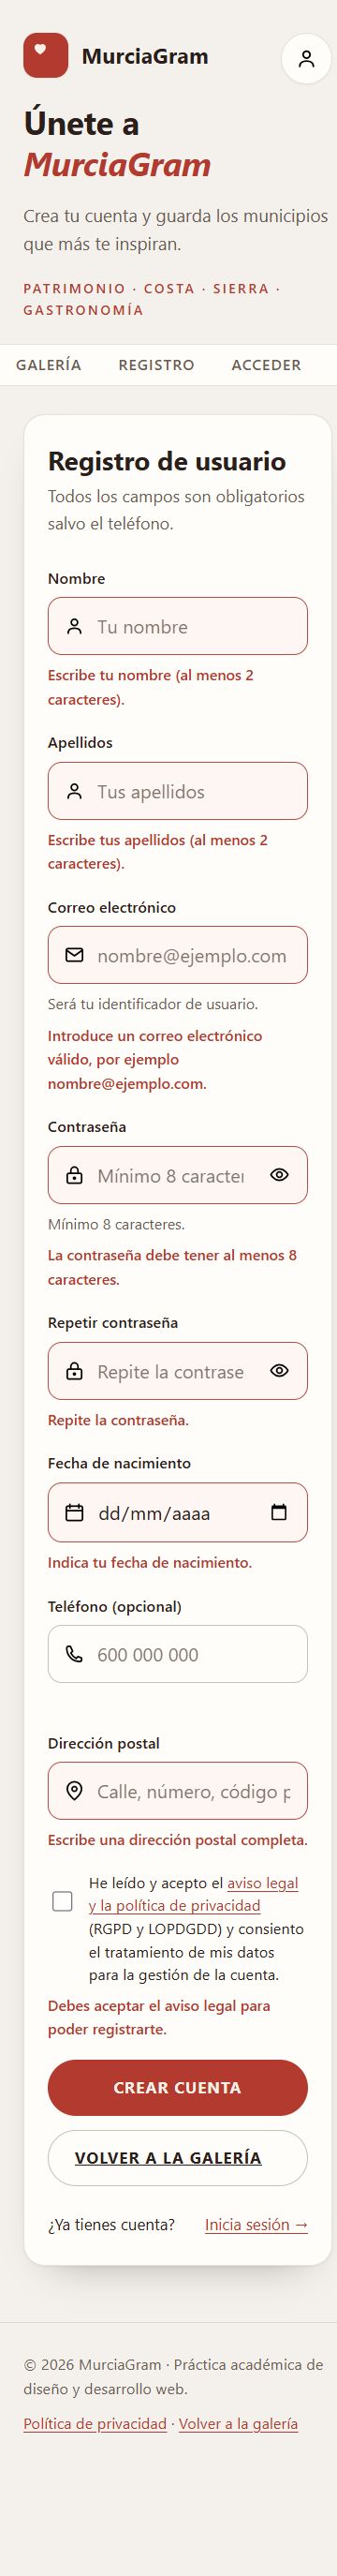 MurciaGram
Únete a
MurciaGram
Crea tu cuenta y guarda los municipios
que más te inspiran.
PATRIMONIO · COSTA · SIERRA ·
GASTRONOMÍA
GALERÍA REGISTRO ACCEDER
Registro de usuario
Todos los campos son obligatorios
salvo el teléfono.
Nombre
Tu nombre
Escribe tu nombre (al menos 2
caracteres).
Apellidos
Tus apellidos
Escribe tus apellidos (al menos 2
caracteres).
Correo electrónico
nombre@ejemplo.com
Será tu identificador de usuario.
Introduce un correo electrónico
válido, por ejemplo
nombre@ejemplo.com.
Contraseña
Mínimo 8 caracter
Mínimo 8 caracteres.
La contraseña debe tener al menos 8
caracteres.
Repetir contraseña
Repite la contrase
Repite la contraseña.
Fecha de nacimiento
dd/mm/aaaa
Indica tu fecha de nacimiento.
Teléfono (opcional)
600 000 000
Dirección postal
Calle, número, código p
Escribe una dirección postal completa.
He leído y acepto el aviso legal
y la política de privacidad
(RGPD y LOPDGDD) y consiento
el tratamiento de mis datos
para la gestión de la cuenta.
Debes aceptar el aviso legal para
poder registrarte.
CREAR CUENTA
VOLVER A LA GALERÍA
¿Ya tienes cuenta? Inicia sesión →
© 2026 MurciaGram · Práctica académica de
diseño y desarrollo web.
Política de privacidad · Volver a la galería